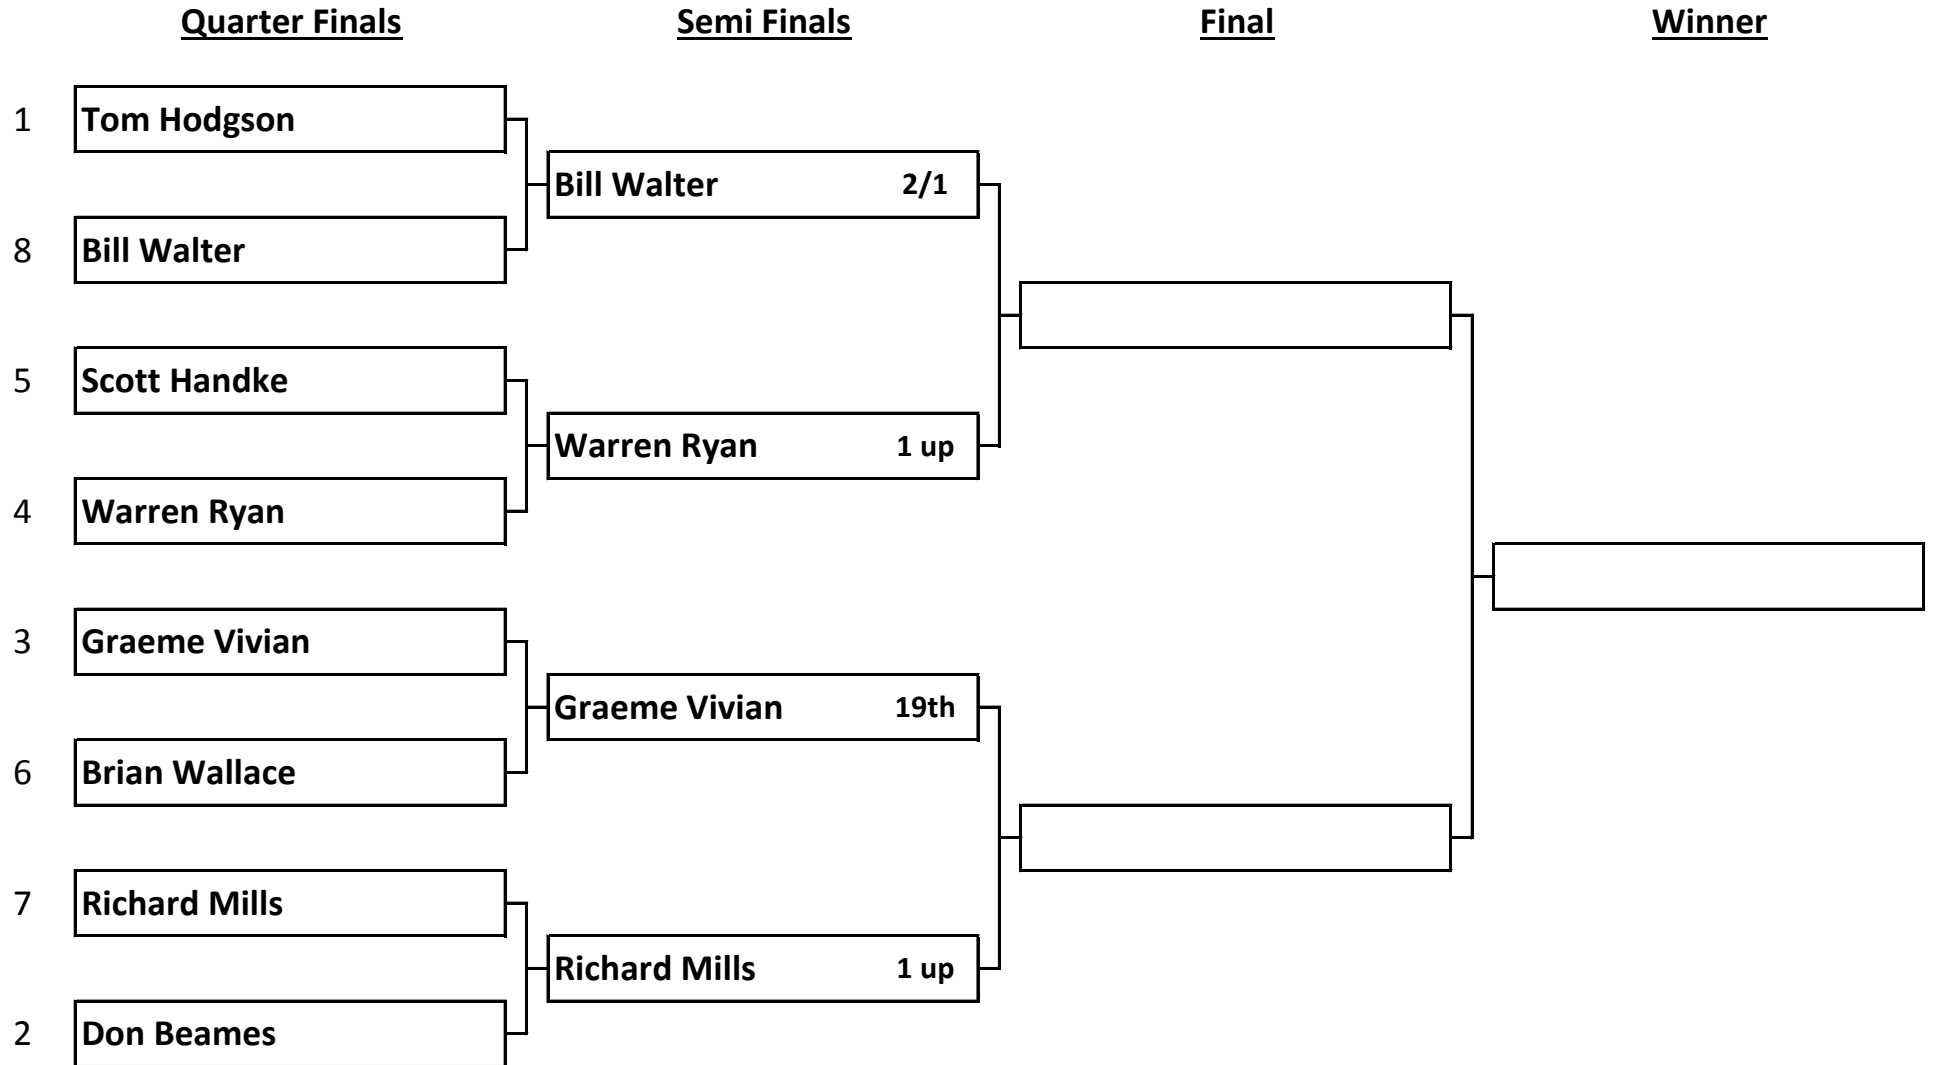 Quarter Finals Semi Finals Final Winner
1 Tom Hodgson
Bill Walter 2/1
8 Bill Walter
5 Scott Handke
Warren Ryan 1 up
4 Warren Ryan
3 Graeme Vivian
Graeme Vivian 19th
6 Brian Wallace
7 Richard Mills
Richard Mills 1 up
2 Don Beames